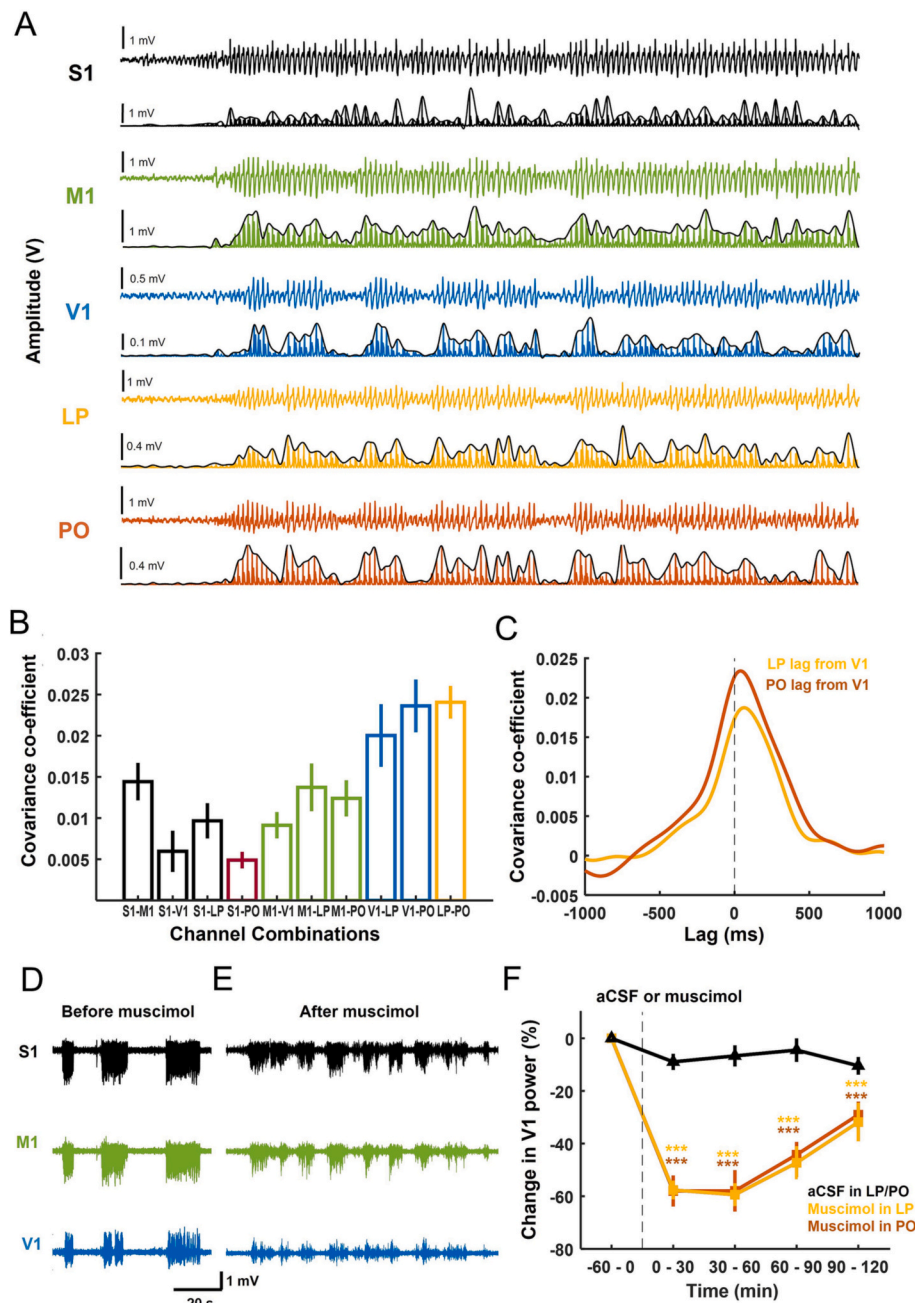 A
1 mV
S1
1 mV
1 mV
M1
1 mV
Amplitude (V)
0.5 mV
V1
0.1 mV
1 mV
LP
0.4 mV
1 mV
PO
0.4 mV
B
0.03
0.025
0.02
0.015
0.01
0.005
Covariance co-efficient
S1-M1 S1-V1 S1-LP S1-PO M1-V1 M1-LP M1-PO V1-LP V1-PO LP-PO
Channel Combinations
C
0.025
0.02
0.015
0.01
0.005
0
-0.005
Covariance co-efficient
LP lag from V1
PO lag from V1
-1000 -500 0 500 1000
Lag (ms)
D
Before muscimol
E
After muscimol
S1
M1
V1
1 mV
20 s
F
aCSF or muscimol
0
-20
-40
-60
-80
Change in V1 power (%)
*** *** *** ***
*** *** *** ***
aCSF in LP/PO
Muscimol in LP
Muscimol in PO
-60 - 0 0 - 30 30 - 60 60 - 90 90 - 120
Time (min)